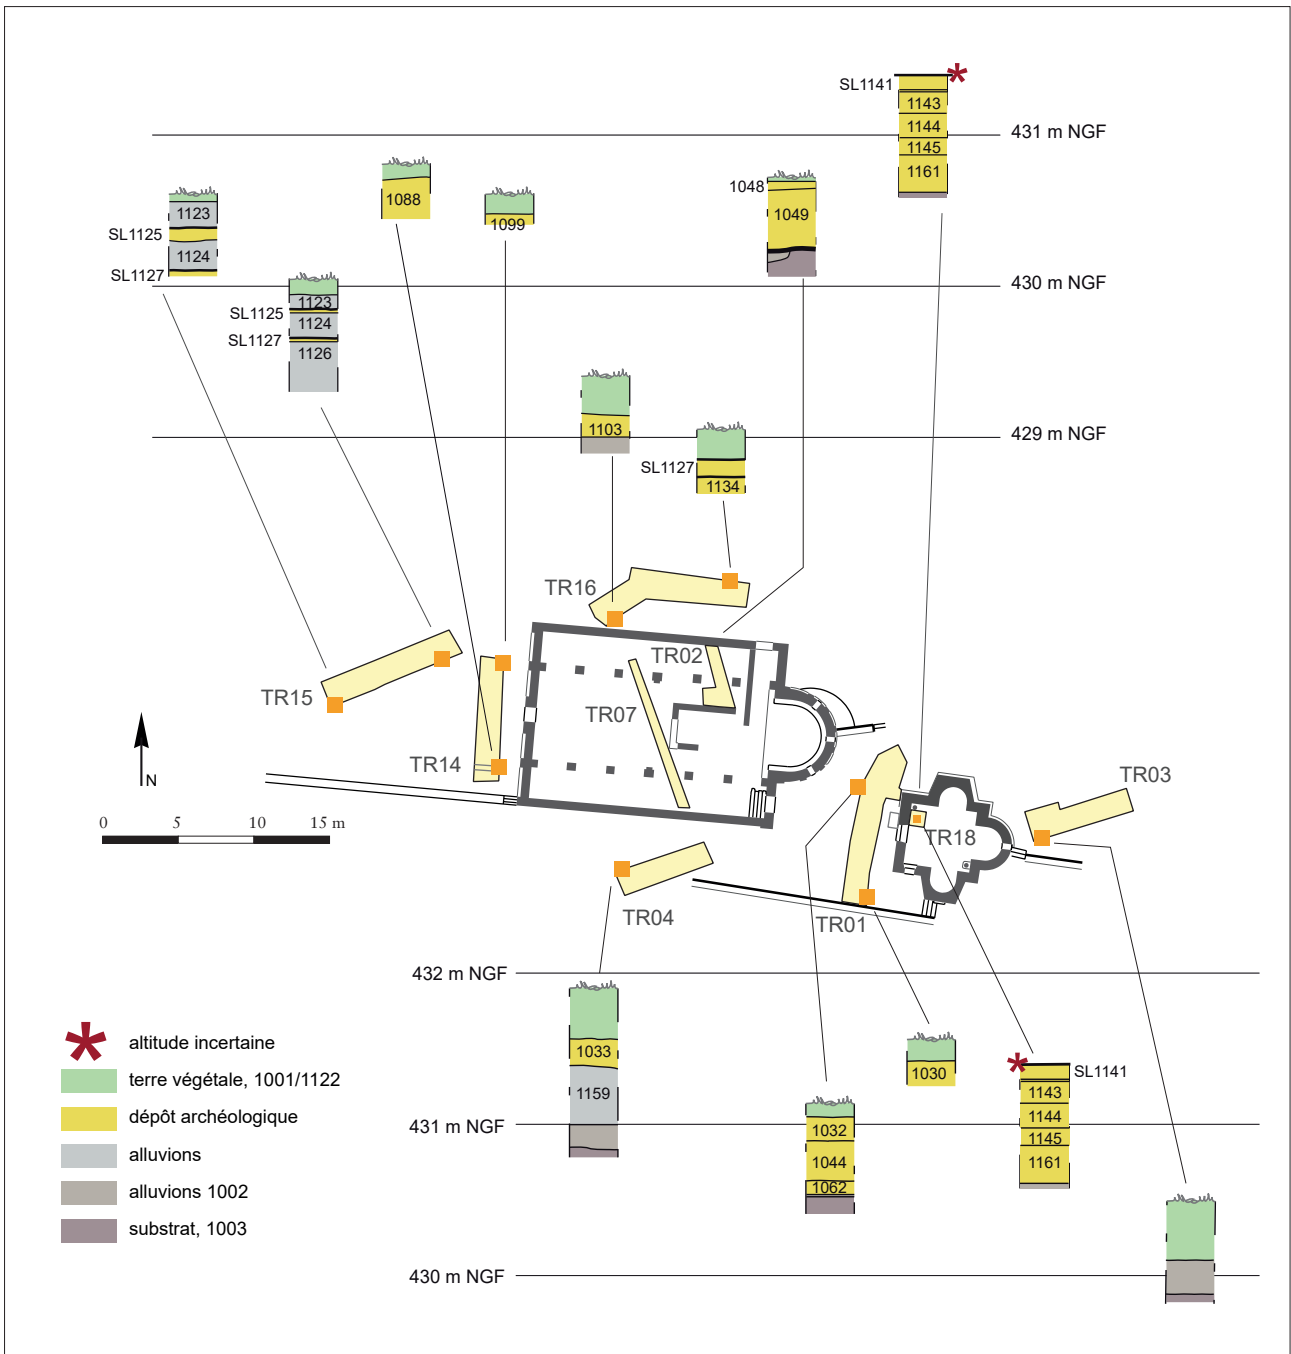 SL1141
1143
1144
1145
1161
431 m NGF
1123
SL1125
1124
SL1127
1088
1099
1048
1049
430 m NGF
1123
SL1125
1124
SL1127
1126
1103
429 m NGF
SL1127
1134
TR16
TR02
TR15
TR07
TR14
N
TR03
0 5 10 15 m
TR18
TR04
TR01
432 m NGF
1033
1159
1030
SL1141
1143
1144
1145
1161
431 m NGF
1032
1044
1062
430 m NGF
altitude incertaine
terre végétale, 1001/1122
dépôt archéologique
alluvions
alluvions 1002
substrat, 1003